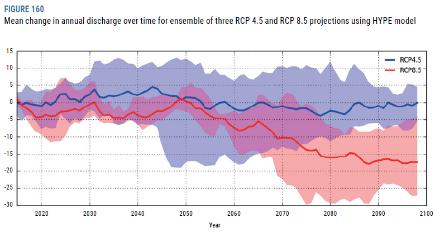 FIGURE 160
Mean change in annual discharge over time for ensemble of three RCP 4.5 and RCP 8.5 projections using HYPE model
15
10
5
0
-5
-10
-15
-20
-25
-30
RCP4.5
RCP8.5
2020 2030 2040 2050 2060 2070 2080 2090 2100
Year